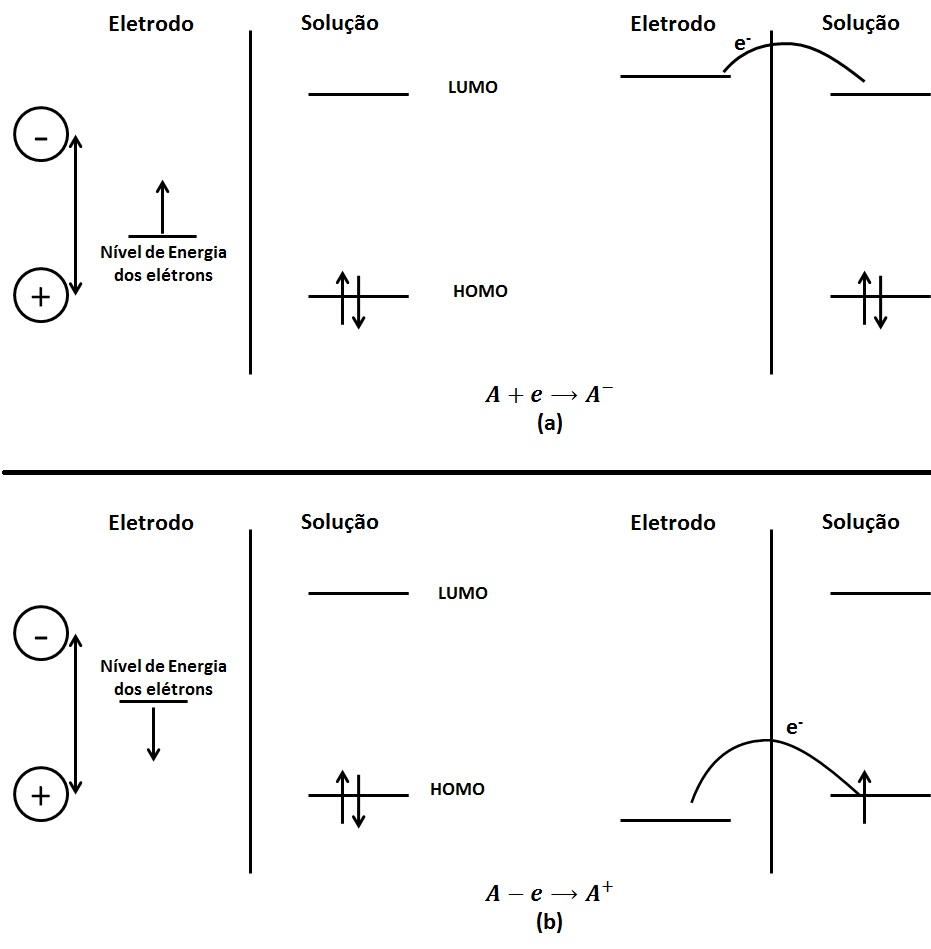 Eletrodo
Solução
Eletrodo
Solução
e-
LUMO
-
Nível de Energia
dos elétrons
+
HOMO
A + e ⟶ A⁻
(a)
Eletrodo
Solução
Eletrodo
Solução
LUMO
-
Nível de Energia
dos elétrons
e-
HOMO
+
A − e ⟶ A⁺
(b)